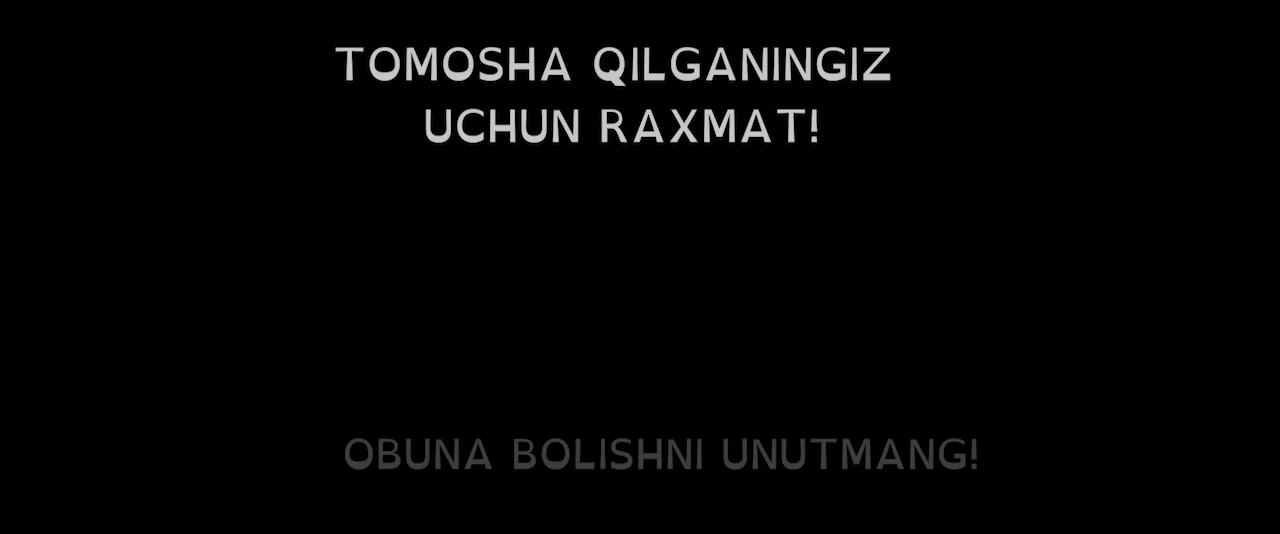 TOMOSHA QILGANINGIZ
UCHUN RAXMAT!
OBUNA BOLISHNI UNUTMANG!